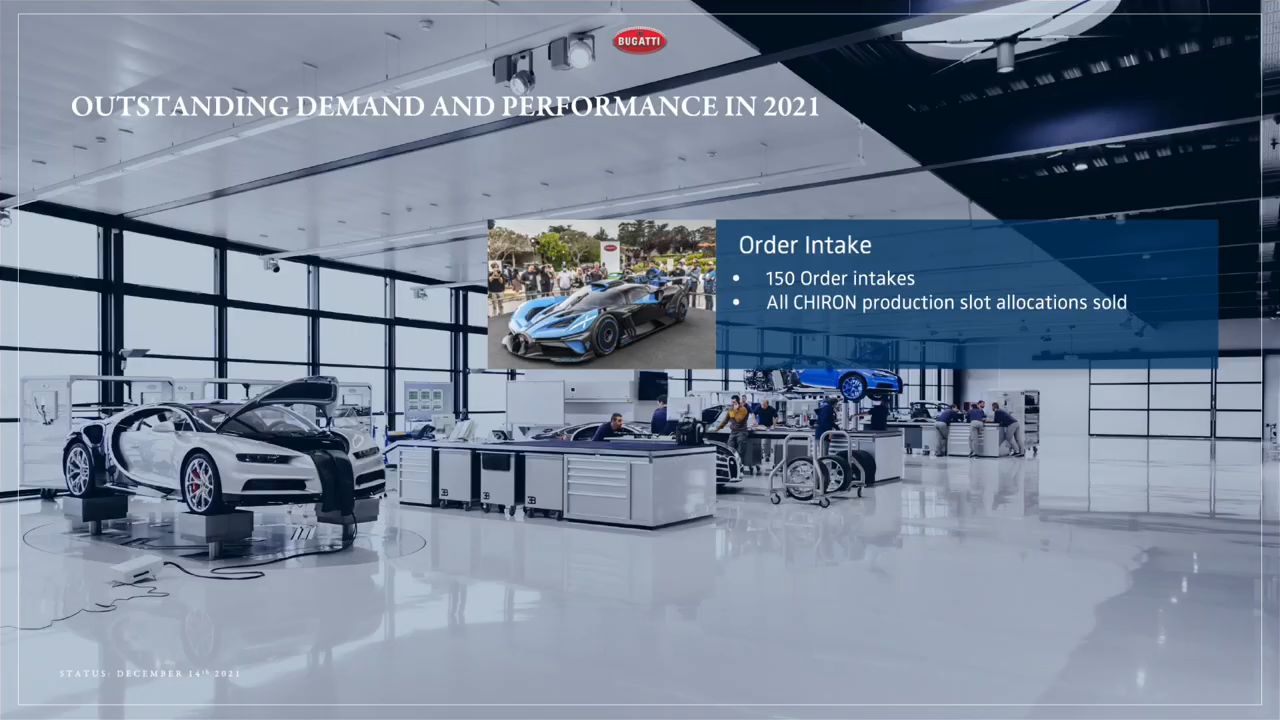 BUGATTI
OUTSTANDING DEMAND AND PERFORMANCE IN 2021
Order Intake
• 150 Order intakes
• All CHIRON production slot allocations sold
STATUS: DECEMBER 14th 2021